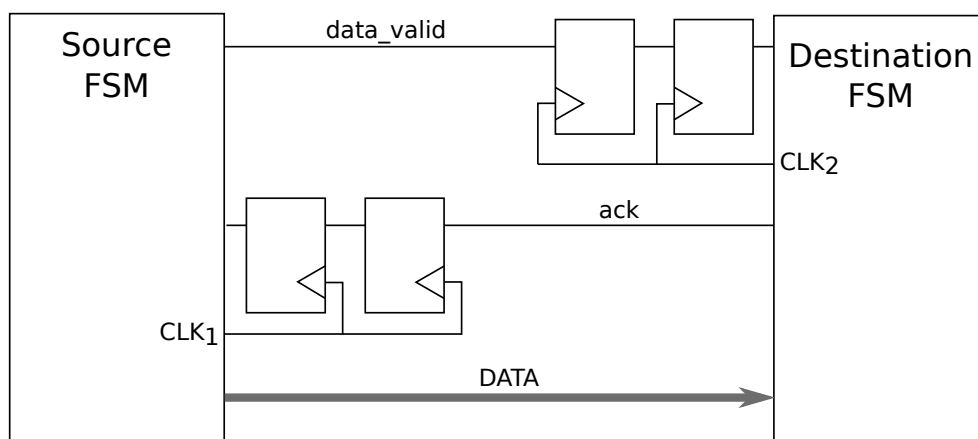 Source
FSM
data_valid
Destination
FSM
CLK2
ack
CLK1
DATA